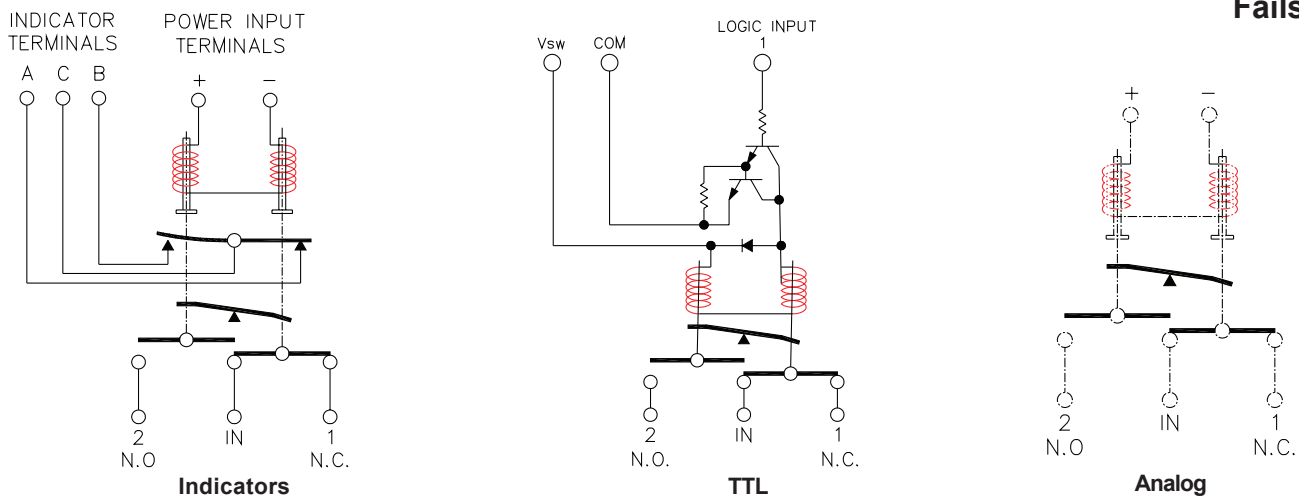 Fails
INDICATOR
TERMINALS
POWER INPUT
TERMINALS
A C B
+ −
2
N.O
IN
1
N.C.
Indicators
LOGIC INPUT
1
Vsw COM
2
N.O.
IN
1
N.C.
TTL
+ −
2
N.O
IN
1
N.C.
Analog